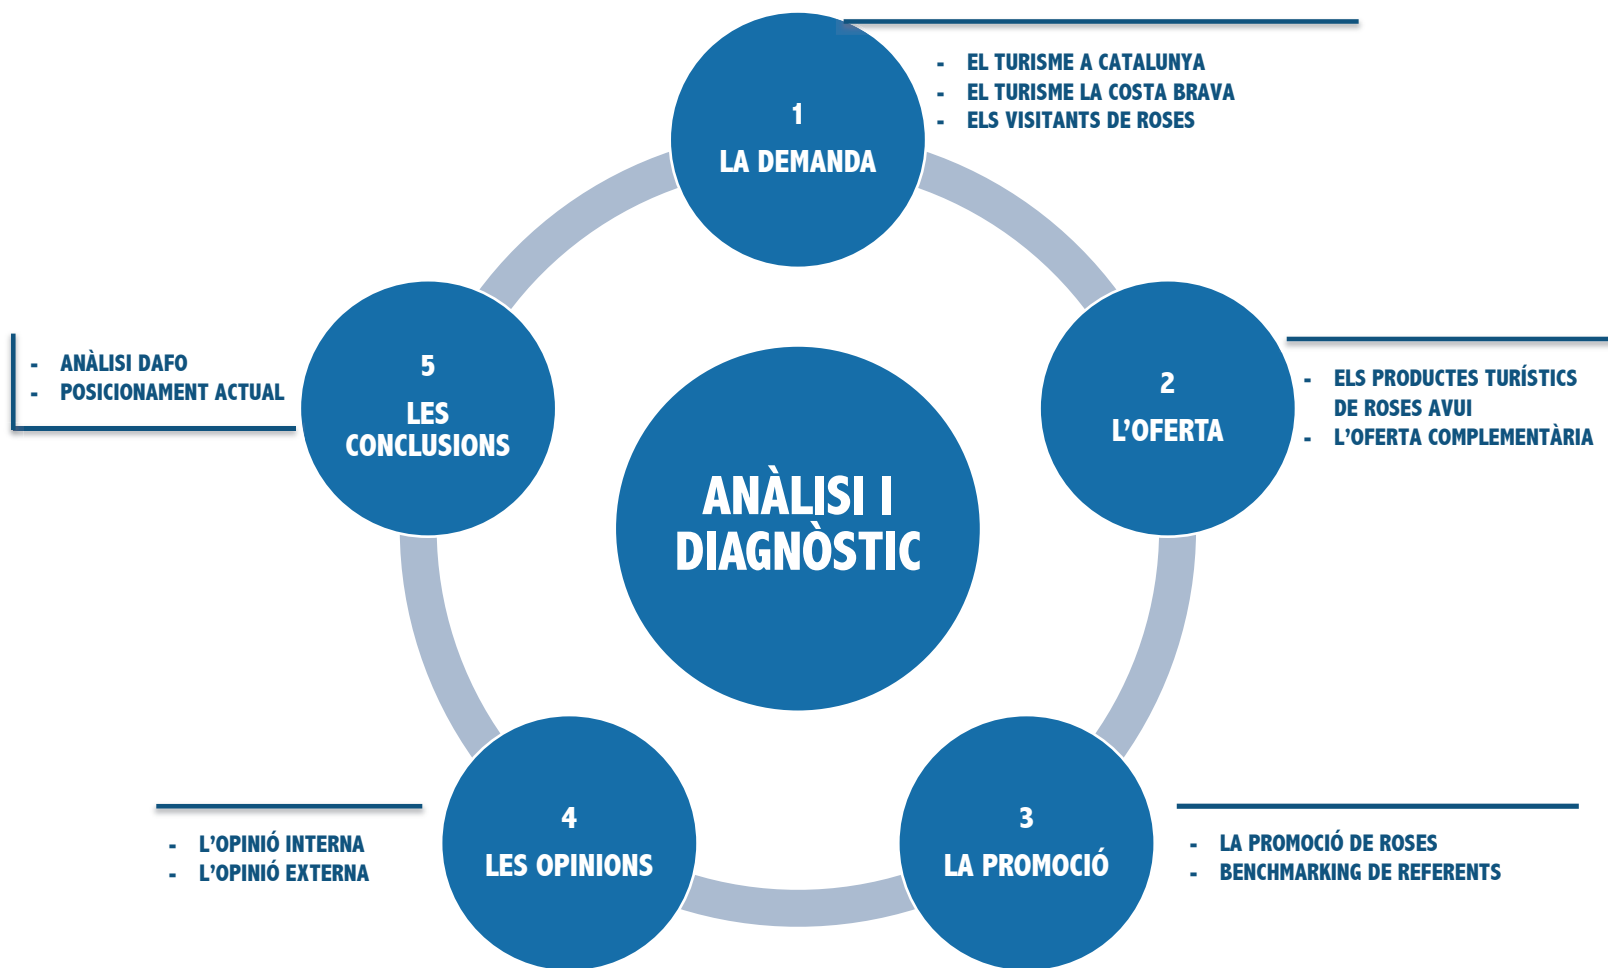 1
LA DEMANDA
- EL TURISME A CATALUNYA
- EL TURISME LA COSTA BRAVA
- ELS VISITANTS DE ROSES
2
L’OFERTA
- ELS PRODUCTES TURÍSTICS
DE ROSES AVUI
- L’OFERTA COMPLEMENTÀRIA
3
LA PROMOCIÓ
- LA PROMOCIÓ DE ROSES
- BENCHMARKING DE REFERENTS
4
LES OPINIONS
- L’OPINIÓ INTERNA
- L’OPINIÓ EXTERNA
5
LES
CONCLUSIONS
- ANÀLISI DAFO
- POSICIONAMENT ACTUAL
ANÀLISI I
DIAGNÒSTIC